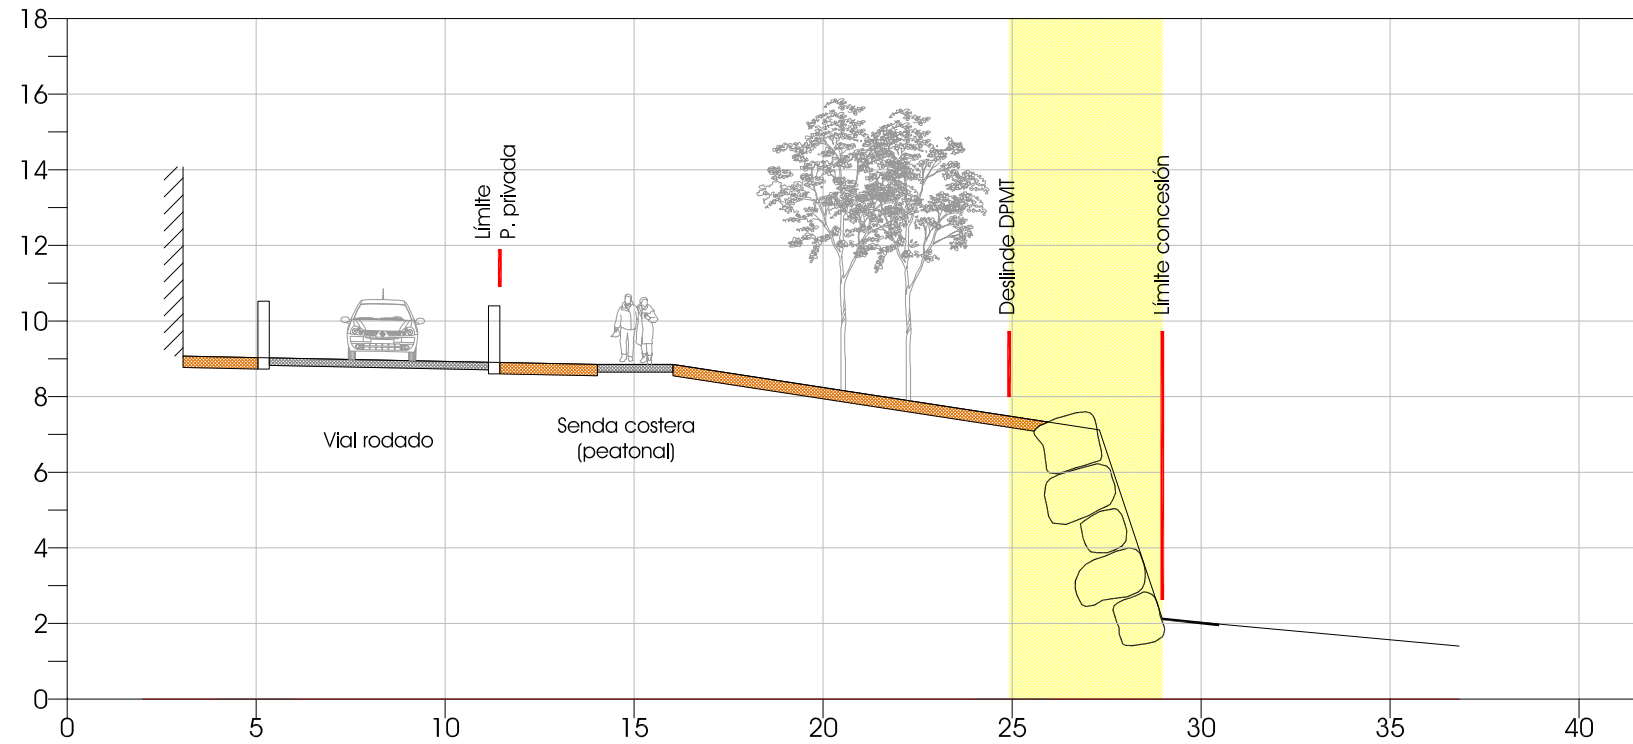 18
16
14
12
10
8
6
4
2
0
Límite
P. privada
Deslinde DPMT
Límite concesión
Vial rodado
Senda costera
(peatonal)
0 5 10 15 20 25 30 35 40